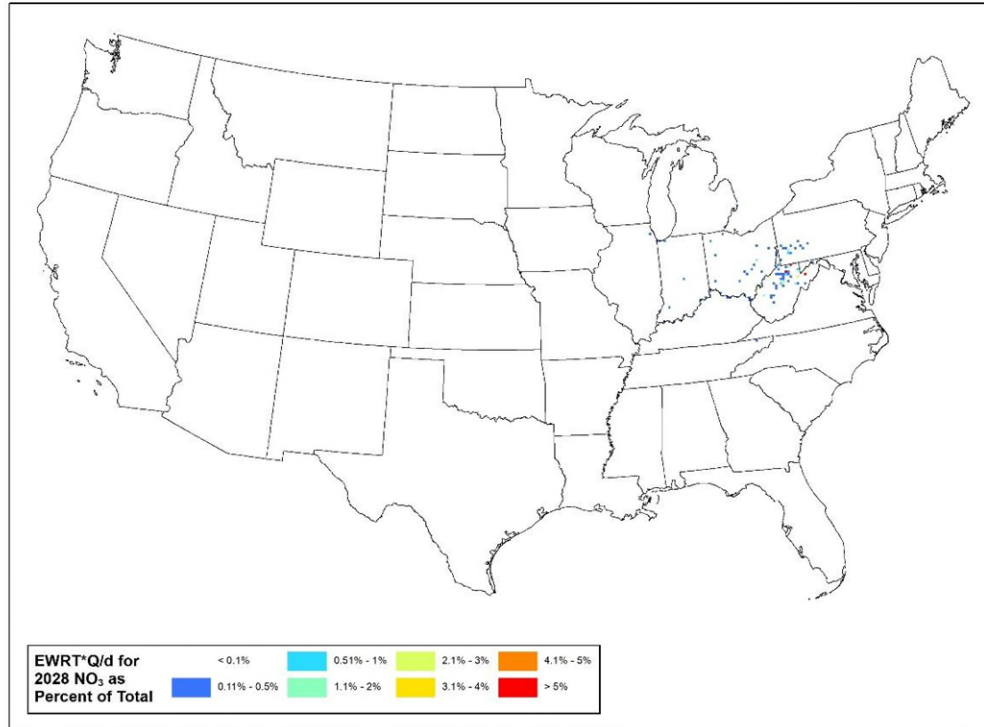 EWRT*Q/d for
2028 NO₃ as
Percent of Total
< 0.1%
0.51% - 1%
2.1% - 3%
4.1% - 5%
0.11% - 0.5%
1.1% - 2%
3.1% - 4%
> 5%